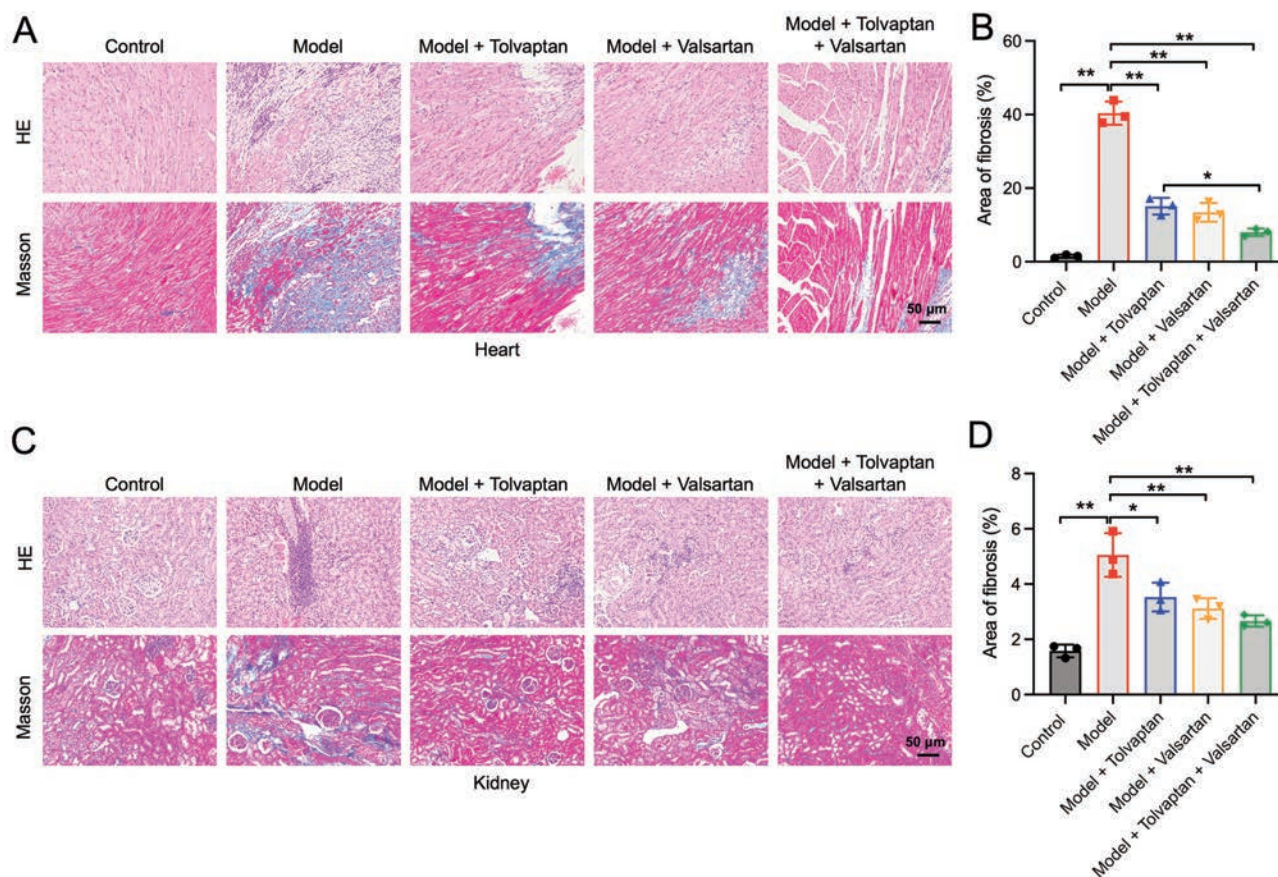 A
Control
Model
Model + Tolvaptan
Model + Valsartan
Model + Tolvaptan
+ Valsartan
HE
Masson
50 μm
Heart
B
Area of fibrosis (%)
60
40
20
0
**
**
**
**
*
Control
Model
Model + Tolvaptan
Model + Valsartan
Model + Tolvaptan + Valsartan
C
Control
Model
Model + Tolvaptan
Model + Valsartan
Model + Tolvaptan
+ Valsartan
HE
Masson
50 μm
Kidney
D
Area of fibrosis (%)
8
6
4
2
0
**
**
**
*
Control
Model
Model + Tolvaptan
Model + Valsartan
Model + Tolvaptan + Valsartan